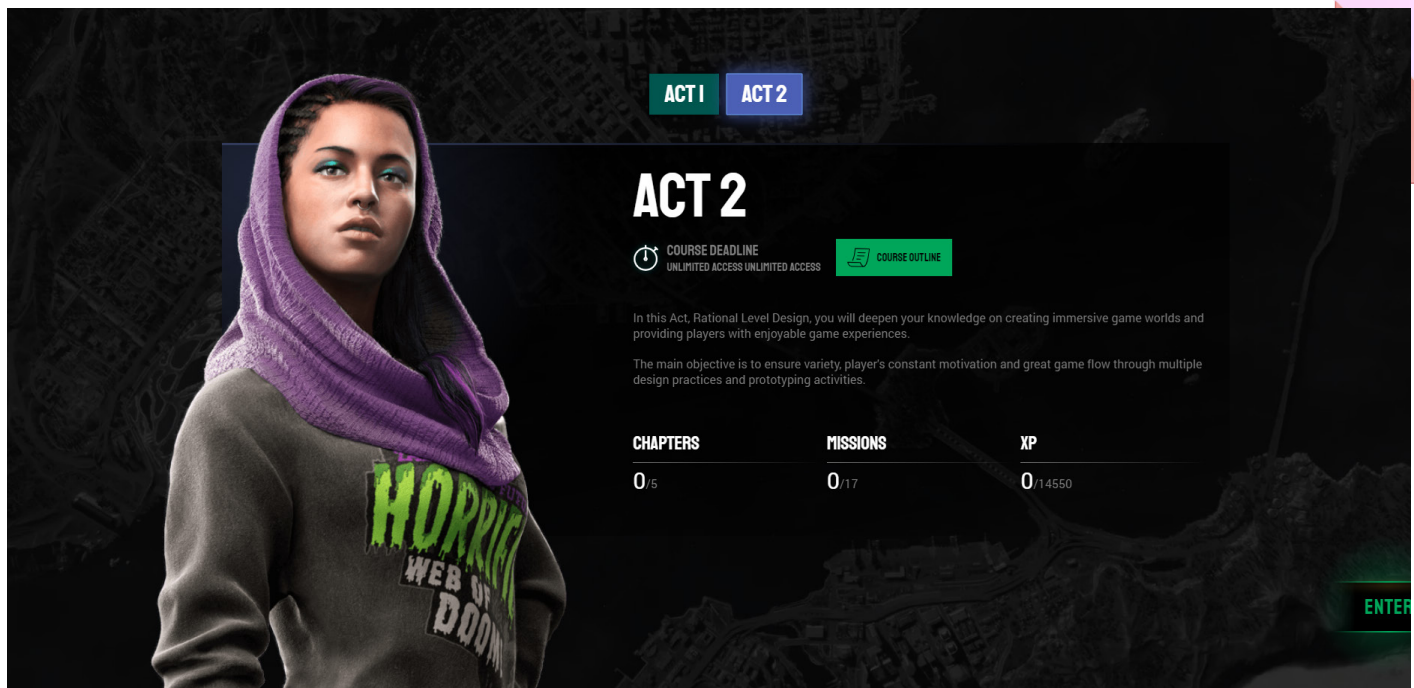 ACT 1 ACT 2
ACT 2
COURSE DEADLINE
UNLIMITED ACCESS UNLIMITED ACCESS
COURSE OUTLINE
In this Act, Rational Level Design, you will deepen your knowledge on creating immersive game worlds and
providing players with enjoyable game experiences.
The main objective is to ensure variety, player's constant motivation and great game flow through multiple
design practices and prototyping activities.
CHAPTERS MISSIONS XP
0/5 0/17 0/14550
WEB OF
DOOM
ENTER